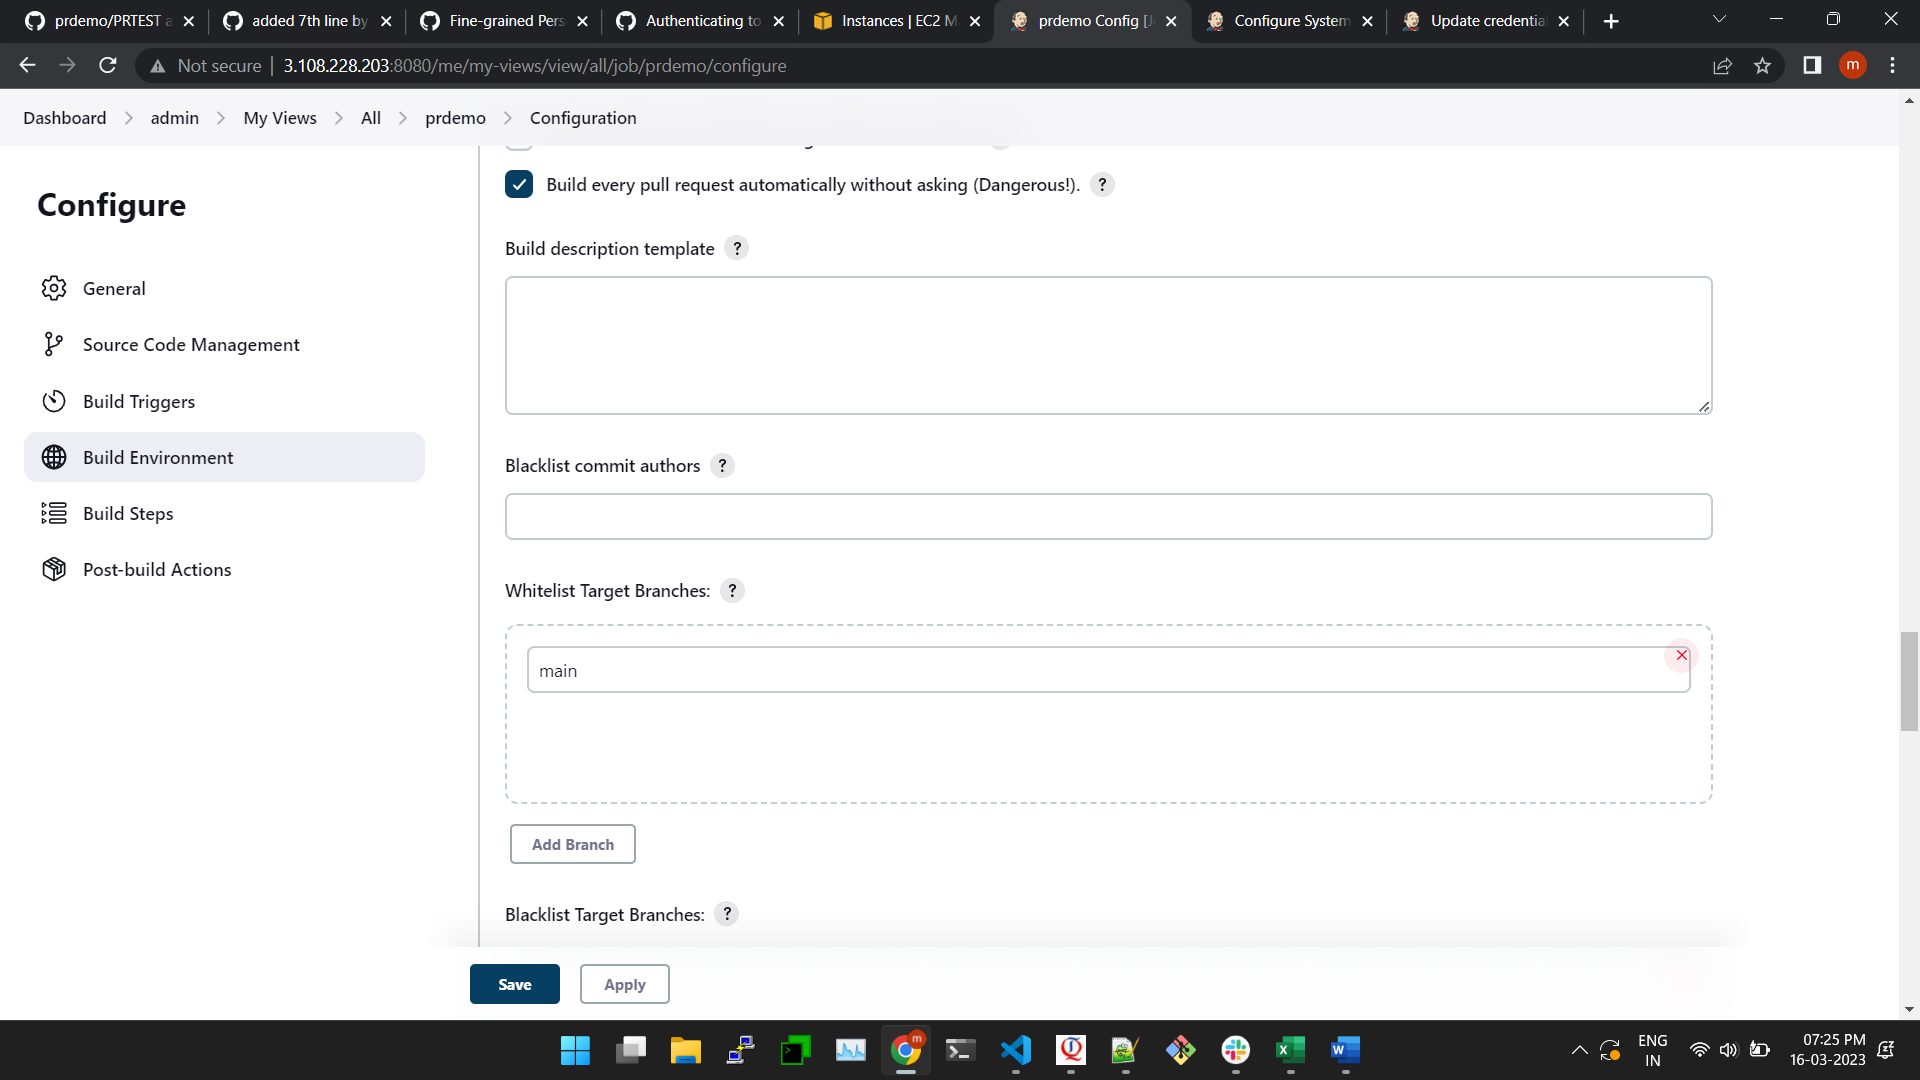 prdemo/PRTEST a
added 7th line by
Fine-grained Pers
Authenticating to
Instances | EC2 M
prdemo Config [Je
Configure System
Update credential
Not secure
3.108.228.203:8080/me/my-views/view/all/job/prdemo/configure
m
Dashboard
admin
My Views
All
prdemo
Configuration
Configure
General
Source Code Management
Build Triggers
Build Environment
Build Steps
Post-build Actions
Build every pull request automatically without asking (Dangerous!). ?
Build description template ?
Blacklist commit authors ?
Whitelist Target Branches: ?
main
Add Branch
Blacklist Target Branches: ?
Save
Apply
m
ENG
IN
07:25 PM
16-03-2023